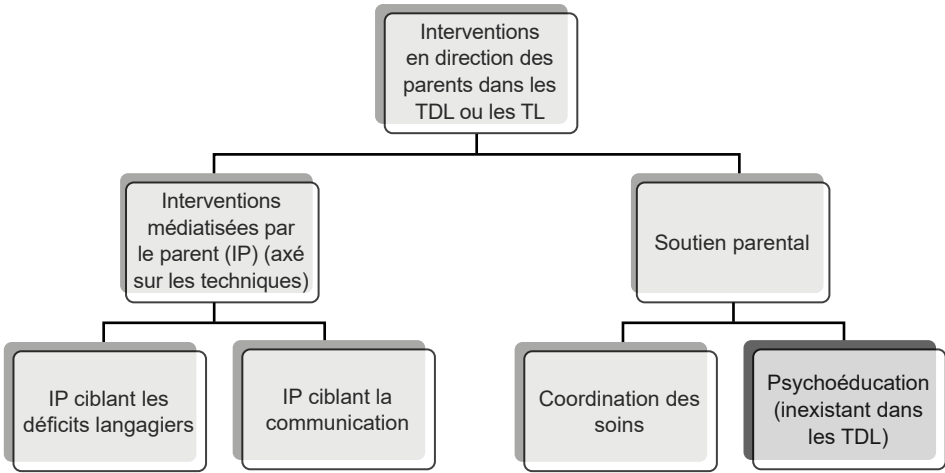 Interventions
en direction des
parents dans les
TDL ou les TL
Interventions
médiatisées par
le parent (IP) (axé
sur les techniques)
Soutien parental
IP ciblant les
déficits langagiers
IP ciblant la
communication
Coordination des
soins
Psychoéducation
(inexistant dans
les TDL)